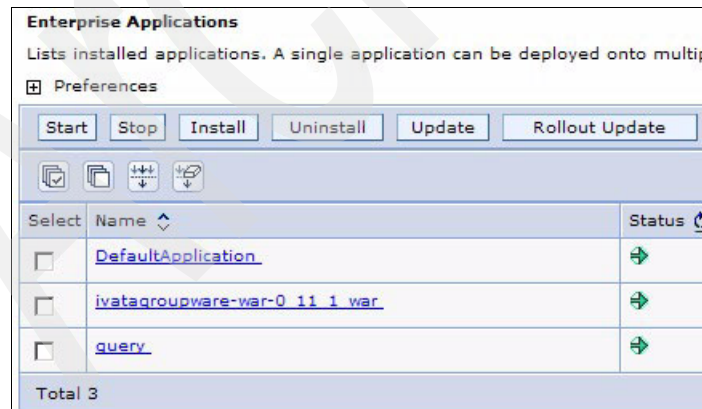 Enterprise Applications
Lists installed applications. A single application can be deployed onto multip
Preferences
Start Stop Install Uninstall Update Rollout Update
Select Name Status
DefaultApplication
ivatagroupware-war-0_11_1_war
query
Total 3